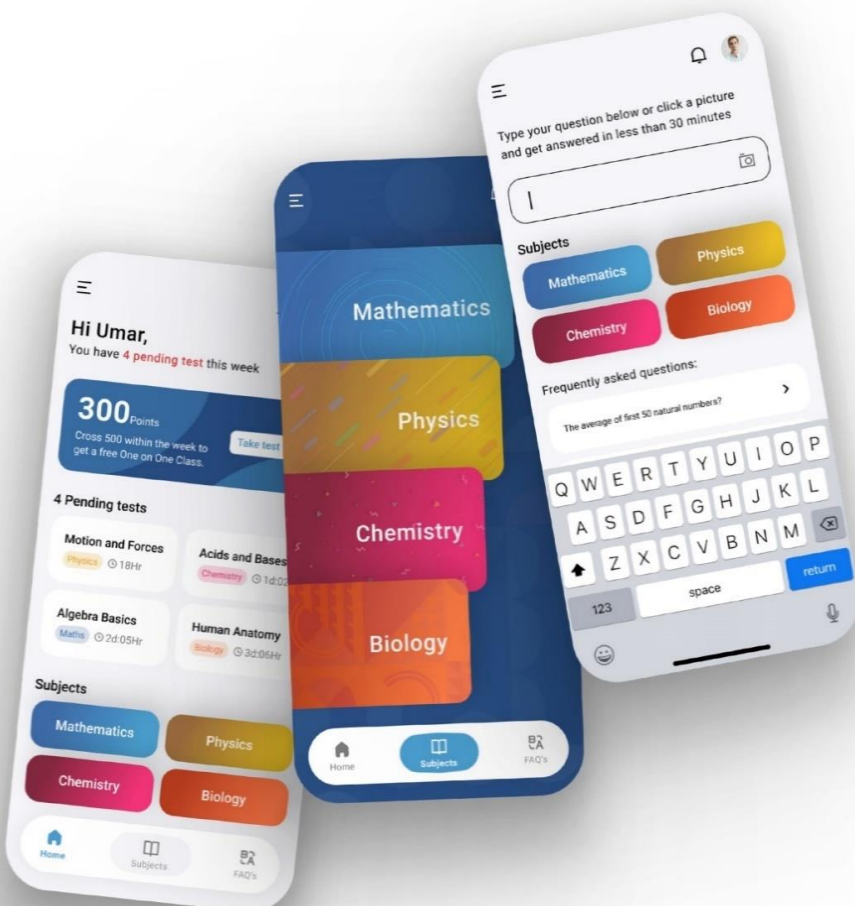 Hi Umar,
You have 4 pending test this week
300 Points
Cross 500 within the week to
get a free One on One Class.
Take test
4 Pending tests
Motion and Forces
Physics 18Hr
Acids and Bases
Chemistry
Algebra Basics
Maths 2d:05Hr
Human Anatomy
Biology 3d:06Hr
Subjects
Mathematics
Physics
Chemistry
Biology
Home
Subjects
FAQ's
Mathematics
Physics
Chemistry
Biology
Home
Subjects
FAQ's
Type your question below or click a picture
and get answered in less than 30 minutes
Subjects
Mathematics
Physics
Chemistry
Biology
Frequently asked questions:
The average of first 50 natural numbers?
Q W E R T Y U I O P
A S D F G H J K L
Z X C V B N M
123 space return